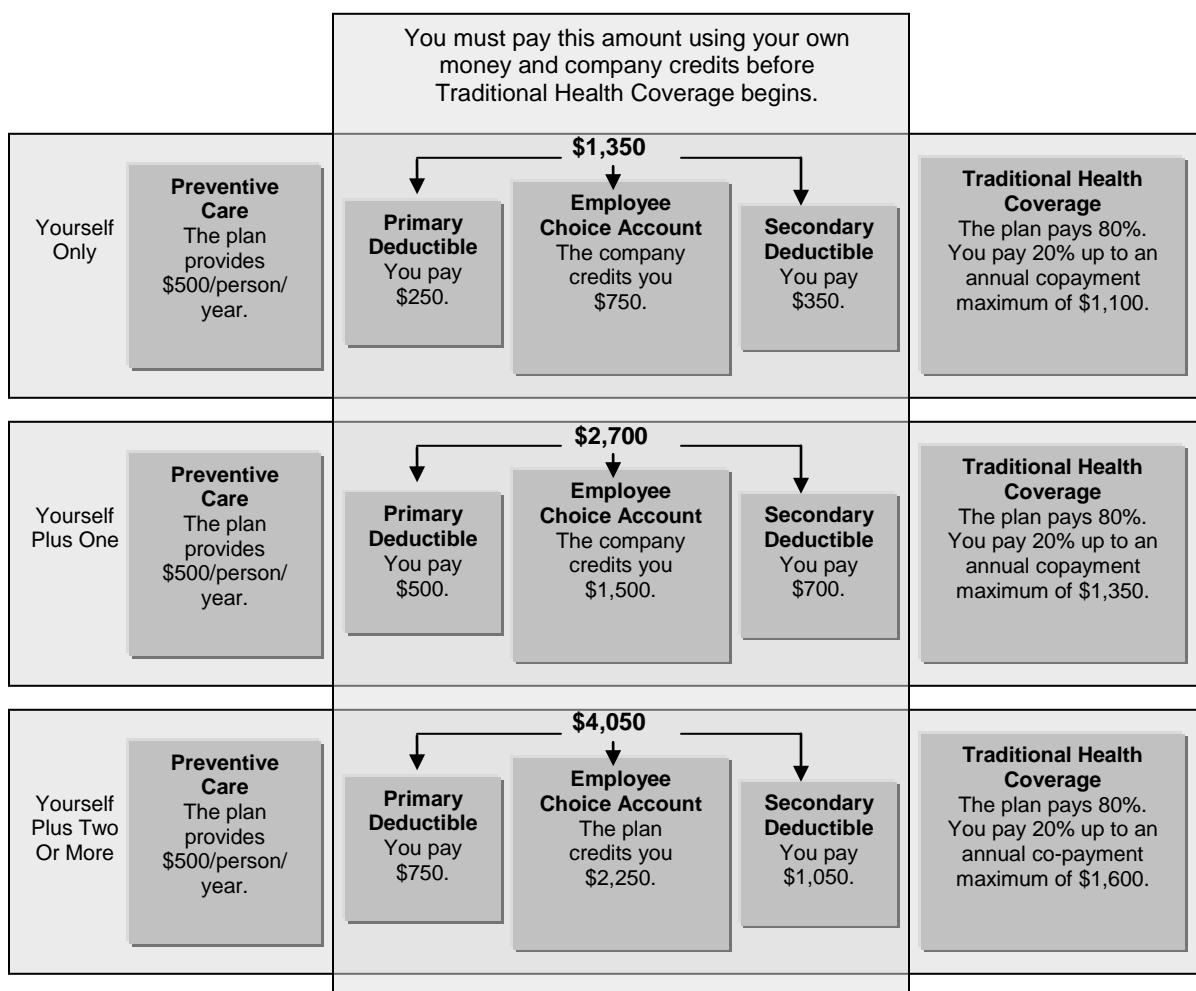 You must pay this amount using your own
money and company credits before
Traditional Health Coverage begins.
Yourself
Only
Preventive
Care
The plan
provides
$500/person/
year.
$1,350
Primary
Deductible
You pay
$250.
Employee
Choice Account
The company
credits you
$750.
Secondary
Deductible
You pay
$350.
Traditional Health
Coverage
The plan pays 80%.
You pay 20% up to an
annual copayment
maximum of $1,100.
Yourself
Plus One
Preventive
Care
The plan
provides
$500/person/
year.
$2,700
Primary
Deductible
You pay
$500.
Employee
Choice Account
The company
credits you
$1,500.
Secondary
Deductible
You pay
$700.
Traditional Health
Coverage
The plan pays 80%.
You pay 20% up to an
annual copayment
maximum of $1,350.
Yourself
Plus Two
Or More
Preventive
Care
The plan
provides
$500/person/
year.
$4,050
Primary
Deductible
You pay
$750.
Employee
Choice Account
The plan
credits you
$2,250.
Secondary
Deductible
You pay
$1,050.
Traditional Health
Coverage
The plan pays 80%.
You pay 20% up to an
annual co-payment
maximum of $1,600.